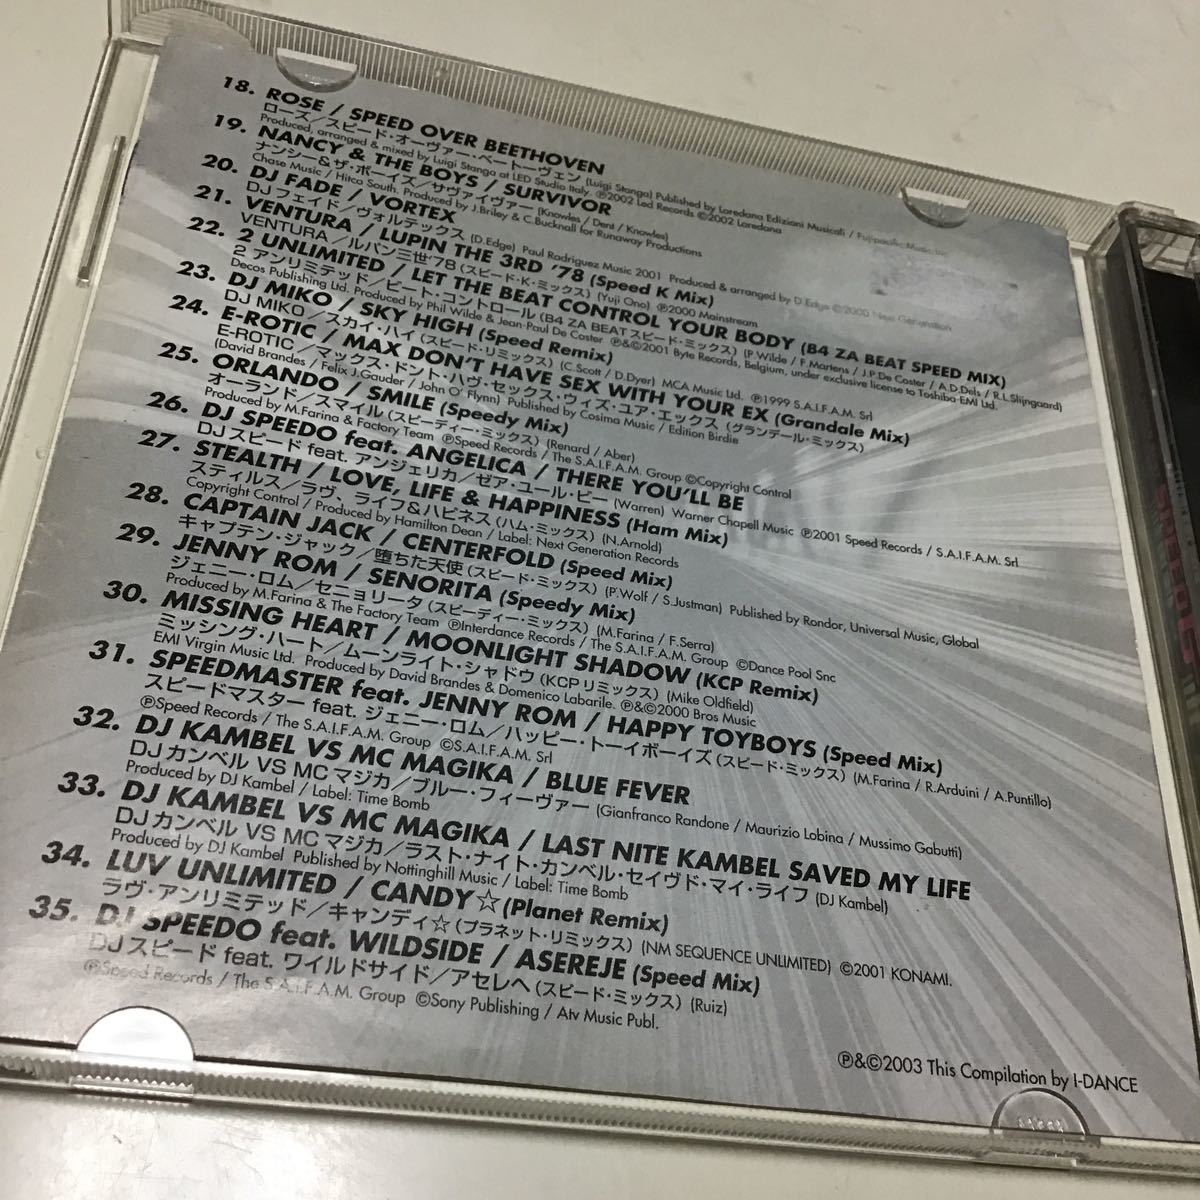 18. ROSE / SPEED OVER BEETHOVEN
ローズ／スピード・オーヴァー・ベートーヴェン (Luigi Stanga) Published by Loredana Edizioni Musicali / Fujipacific Music Inc.
Produced, arranged & mixed by Luigi Stanga at LED Studio Italy. ℗2002 Led Records ©2002 Loredana
19. NANCY & THE BOYS / SURVIVOR
ナンシー&ザ・ボーイズ／サヴァイヴァー (Knowles / Dent / Knowles)
Chase Music / Hitco South. Produced by J.Briley & C.Bucknall for Runaway Productions
20. DJ FADE / VORTEX
DJ フェイド／ヴォルテックス (D.Edge) Paul Rodriguez Music 2001 Produced & arranged by D.Edge ©2000 Next Generation
21. VENTURA / LUPIN THE 3RD '78 (Speed K Mix)
VENTURA／ルパン三世'78 (スピード・K・ミックス) (Yuji Ono) ℗2000 Mainstream
22. 2 UNLIMITED / LET THE BEAT CONTROL YOUR BODY (B4 ZA BEAT SPEED MIX)
2 アンリミテッド／ビート・コントロール (B4 ZA BEAT スピード・ミックス) (P.Wilde / F.Martens / J.P.De Coster / A.D.Dels / R.L.Slijngaard)
Decos Publishing Ltd. Produced by Phil Wilde & Jean-Paul De Coster ℗&©2001 Byte Records, Belgium, under exclusive license to Toshiba-EMI Ltd.
23. DJ MIKO / SKY HIGH (Speed Remix)
DJ MIKO／スカイ・ハイ (スピード・リミックス) (C.Scott / D.Dyer) MCA Music Ltd. ℗1999 S.A.I.F.A.M. Srl
24. E-ROTIC / MAX DON'T HAVE SEX WITH YOUR EX (Grandale Mix)
E-ROTIC／マックス・ドント・ハヴ・セックス・ウィズ・ユア・エックス (グランデール・ミックス)
(David Brandes / Felix J.Gauder / John O' Flynn) Published by Cosima Music / Edition Birdie
25. ORLANDO / SMILE (Speedy Mix)
オーランド／スマイル (スピーディー・ミックス) (Renard / Aber)
Produced by M.Farina & Factory Team ℗Speed Records / The S.A.I.F.A.M. Group ©Copyright Control
26. DJ SPEEDO feat. ANGELICA / THERE YOU'LL BE
DJ スピード feat. アンジェリカ／ゼア・ユール・ビー (Warren) Warner Chapell Music ℗2001 Speed Records / S.A.I.F.A.M. Srl
27. STEALTH / LOVE, LIFE & HAPPINESS (Ham Mix)
スティルス／ラヴ、ライフ&ハピネス (ハム・ミックス) (N.Arnold)
Copyright Control / Produced by Hamilton Dean / Label: Next Generation Records
28. CAPTAIN JACK / CENTERFOLD (Speed Mix)
キャプテン・ジャック／堕ちた天使 (スピード・ミックス) (P.Wolf / S.Justman) Published by Rondor, Universal Music, Global
29. JENNY ROM / SENORITA (Speedy Mix)
ジェニー・ロム／セニョリータ (スピーディー・ミックス) (M.Farina / F.Serra)
Produced by M.Farina & The Factory Team ℗Interdance Records / The S.A.I.F.A.M. Group ©Dance Pool Snc
30. MISSING HEART / MOONLIGHT SHADOW (KCP Remix)
ミッシング・ハート／ムーンライト・シャドウ (KCP リミックス) (Mike Oldfield)
EMI Virgin Music Ltd. Produced by David Brandes & Domenico Labarile. ℗&©2000 Bros Music
31. SPEEDMASTER feat. JENNY ROM / HAPPY TOYBOYS (Speed Mix)
スピードマスター feat. ジェニー・ロム／ハッピー・トーイボーイズ (スピード・ミックス) (M.Farina / R.Arduini / A.Puntillo)
℗Speed Records / The S.A.I.F.A.M. Group ©S.A.I.F.A.M. Srl
32. DJ KAMBEL VS MC MAGIKA / BLUE FEVER
DJ カンベル VS MC マジカ／ブルー・フィーヴァー (Gianfranco Randone / Maurizio Lobina / Mussimo Gabutti)
Produced by DJ Kambel / Label: Time Bomb
33. DJ KAMBEL VS MC MAGIKA / LAST NITE KAMBEL SAVED MY LIFE
DJ カンベル VS MC マジカ／ラスト・ナイト・カンベル・セイヴド・マイ・ライフ (DJ Kambel)
Produced by DJ Kambel Published by Nottinghill Music / Label: Time Bomb
34. LUV UNLIMITED / CANDY☆ (Planet Remix)
ラヴ・アンリミテッド／キャンディ☆ (プラネット・リミックス) (NM SEQUENCE UNLIMITED) ©2001 KONAMI.
35. DJ SPEEDO feat. WILDSIDE / ASEREJE (Speed Mix)
DJ スピード feat. ワイルドサイド／アセレヘ (スピード・ミックス) (Ruiz)
℗Speed Records / The S.A.I.F.A.M. Group ©Sony Publishing / Atv Music Publ.
℗&©2003 This Compilation by I-DANCE